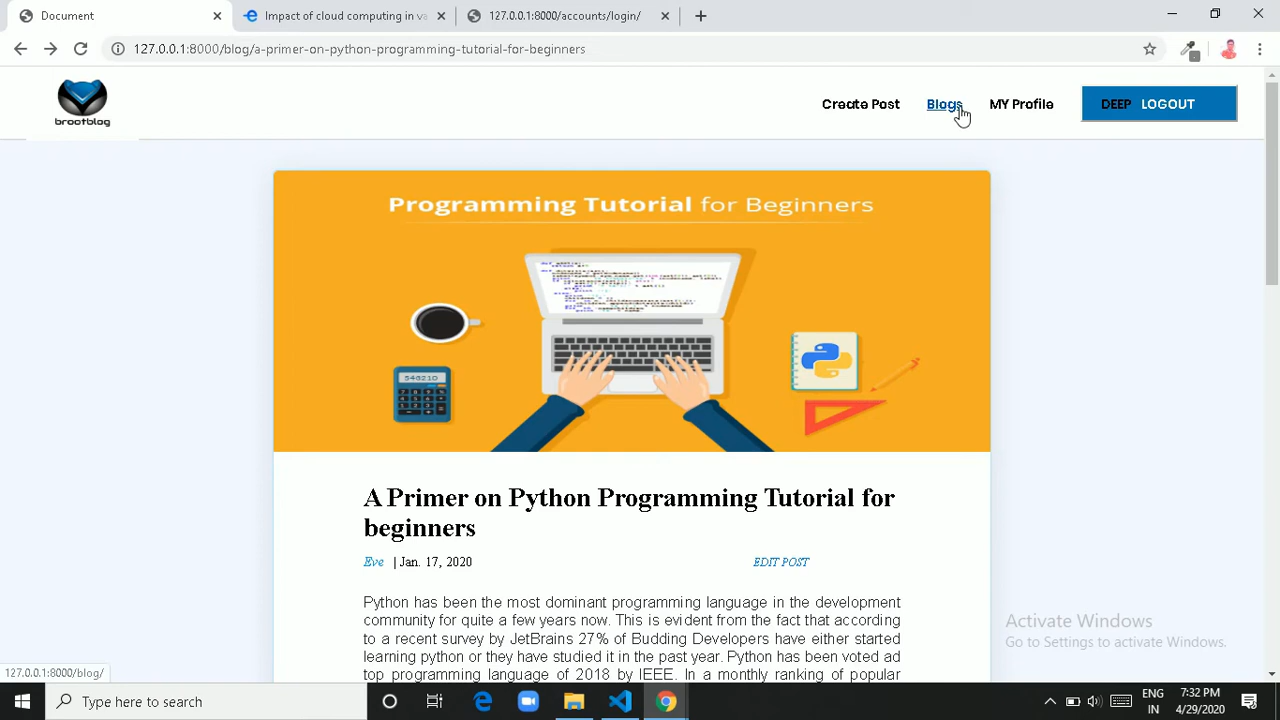 Document
Impact of cloud computing in va
127.0.0.1:8000/accounts/login/
127.0.0.1:8000/blog/a-primer-on-python-programming-tutorial-for-beginners
brootblog
Create Post
Blogs
MY Profile
DEEP LOGOUT
Programming Tutorial for Beginners
546210
A Primer on Python Programming Tutorial for
beginners
Eve | Jan. 17, 2020
EDIT POST
Python has been the most dominant programming language in the development
community for quite a few years now. This is evident from the fact that according
to a recent survey by JetBrains 27% of Budding Developers have either started
learning python or they have studied it in the past year. Python has been voted ad
top programming language of 2018 by IEEE. In a monthly ranking of popular
Activate Windows
Go to Settings to activate Windows.
127.0.0.1:8000/blog/
Type here to search
ENG
IN
7:32 PM
4/29/2020